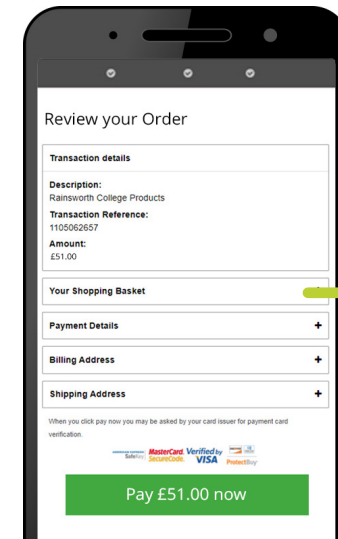 Review your Order
Transaction details
Description:
Rainsworth College Products
Transaction Reference:
1105062657
Amount:
£51.00
Your Shopping Basket
Payment Details +
Billing Address +
Shipping Address +
When you click pay now you may be asked by your card issuer for payment card
verification.
SafeKey MasterCard. SecureCode. Verified by VISA ProtectBuy
Pay £51.00 now